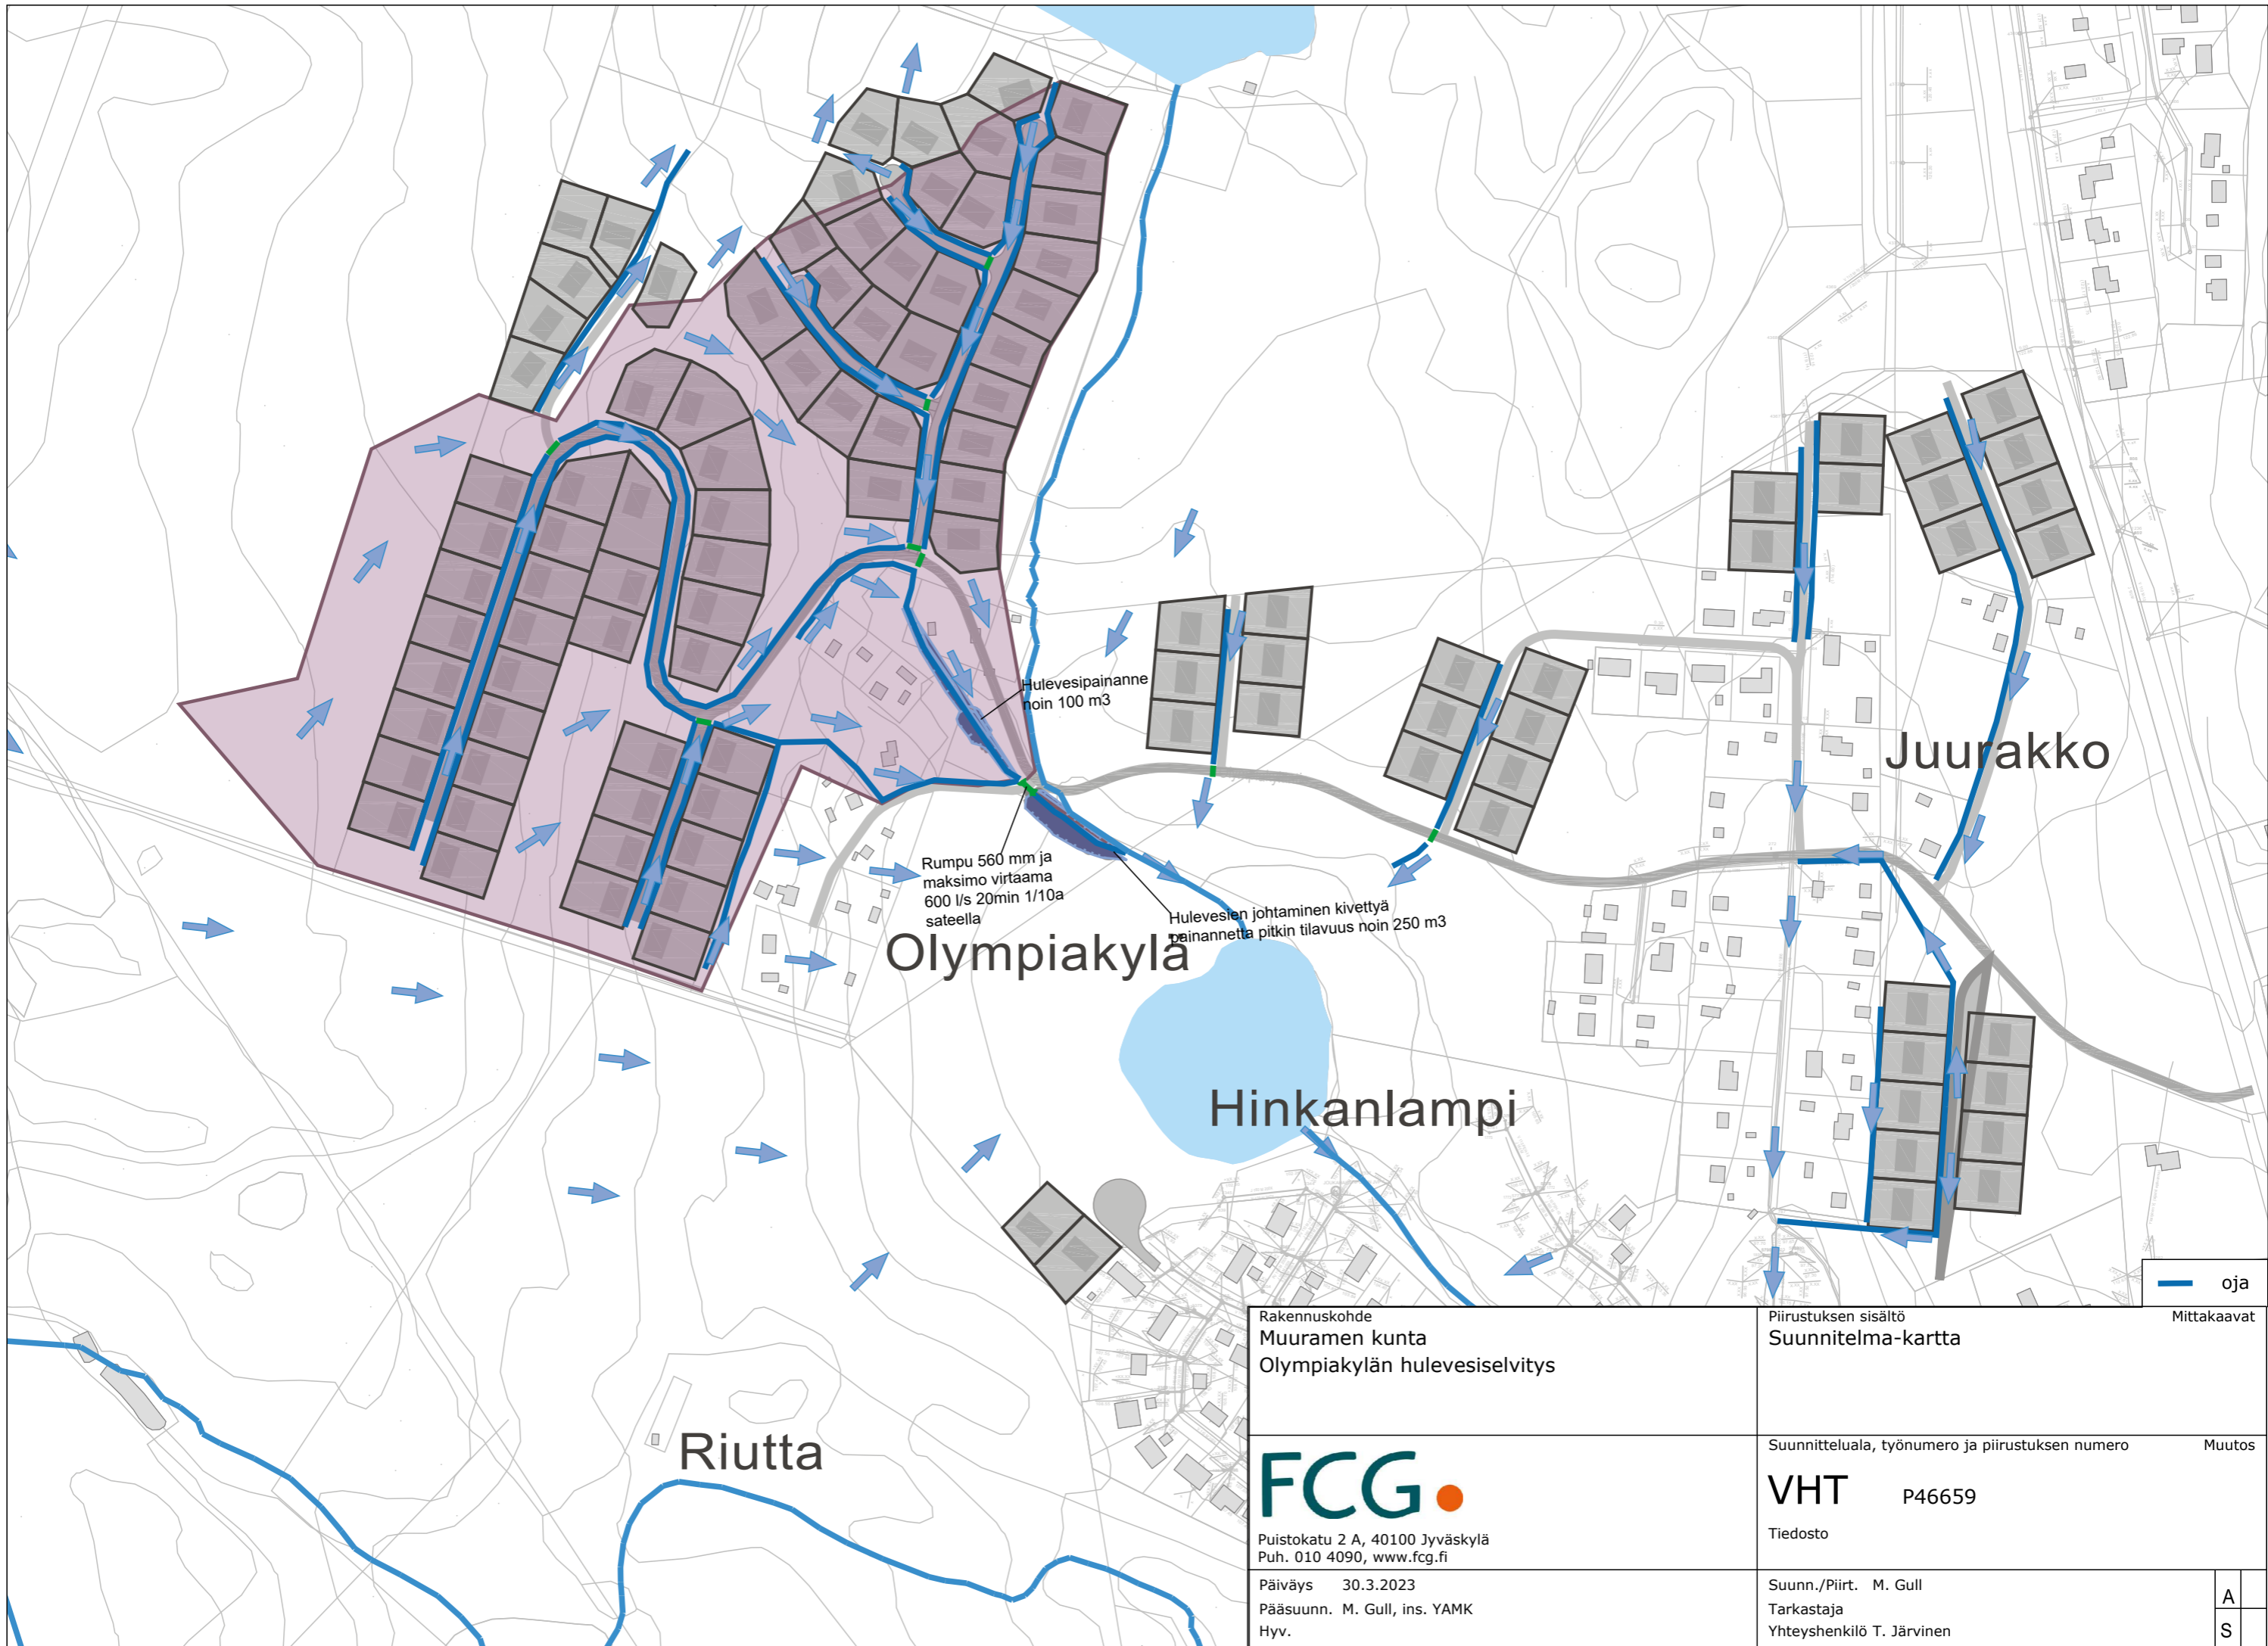 Hulevesipainanne
noin 100 m3
Juurakko
Rumpu 560 mm ja
maksimo virtaama
600 l/s 20min 1/10a
sateella
Hulevesien johtaminen kivettyä
painannetta pitkin tilavuus noin 250 m3
Olympiakylä
Hinkanlampi
Riutta
oja
Rakennuskohde
Muuramen kunta
Olympiakylän hulevesiselvitys
Piirustuksen sisältö Mittakaavat
Suunnitelma-kartta
FCG
Puistokatu 2 A, 40100 Jyväskylä
Puh. 010 4090, www.fcg.fi
Suunnitteluala, työnumero ja piirustuksen numero Muutos
VHT P46659
Tiedosto
Päiväys 30.3.2023
Pääsuunn. M. Gull, ins. YAMK
Hyv.
Suunn./Piirt. M. Gull
Tarkastaja
Yhteyshenkilö T. Järvinen
A
S